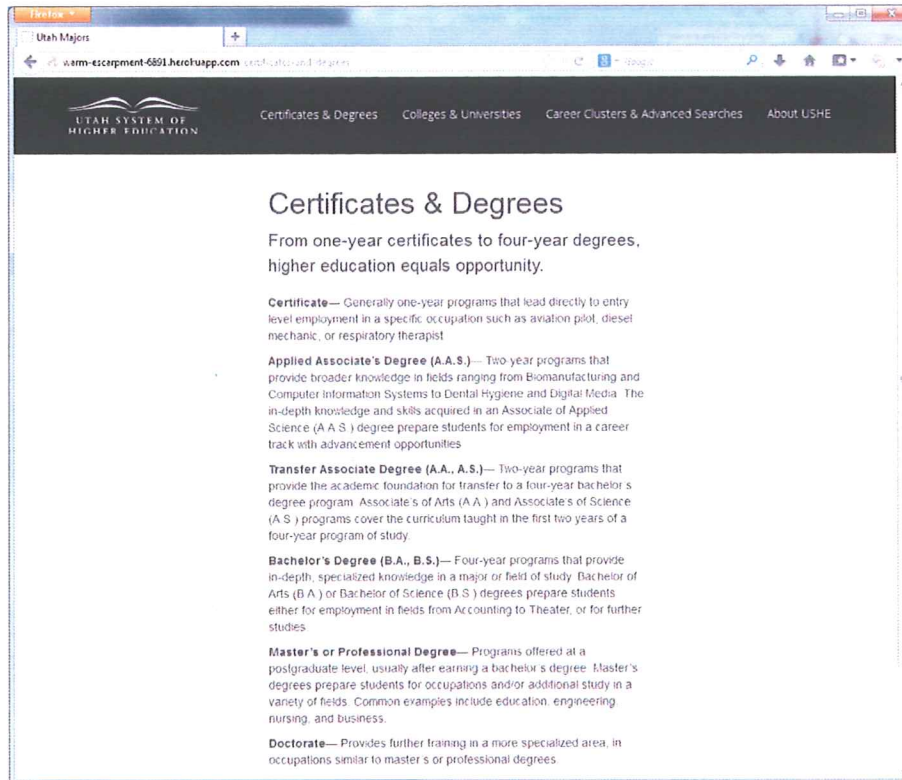 Firefox
Utah Majors
+
warm-escarpment-6891.herokuapp.com/certificates-and-degrees
Google
UTAH SYSTEM OF
HIGHER EDUCATION
Certificates & Degrees
Colleges & Universities
Career Clusters & Advanced Searches
About USHE
Certificates & Degrees
From one-year certificates to four-year degrees,
higher education equals opportunity.
Certificate— Generally one-year programs that lead directly to entry
level employment in a specific occupation such as aviation pilot, diesel
mechanic, or respiratory therapist
Applied Associate's Degree (A.A.S.)— Two-year programs that
provide broader knowledge in fields ranging from Biomanufacturing and
Computer Information Systems to Dental Hygiene and Digital Media. The
in-depth knowledge and skills acquired in an Associate of Applied
Science (A.A.S.) degree prepare students for employment in a career
track with advancement opportunities
Transfer Associate Degree (A.A., A.S.)— Two-year programs that
provide the academic foundation for transfer to a four-year bachelor's
degree program. Associate's of Arts (A.A.) and Associate's of Science
(A.S.) programs cover the curriculum taught in the first two years of a
four-year program of study.
Bachelor's Degree (B.A., B.S.)— Four-year programs that provide
in-depth, specialized knowledge in a major or field of study. Bachelor of
Arts (B.A.) or Bachelor of Science (B.S.) degrees prepare students
either for employment in fields from Accounting to Theater, or for further
studies
Master's or Professional Degree— Programs offered at a
postgraduate level, usually after earning a bachelor's degree. Master's
degrees prepare students for occupations and/or additional study in a
variety of fields. Common examples include education, engineering,
nursing, and business.
Doctorate— Provides further training in a more specialized area, in
occupations similar to master's or professional degrees